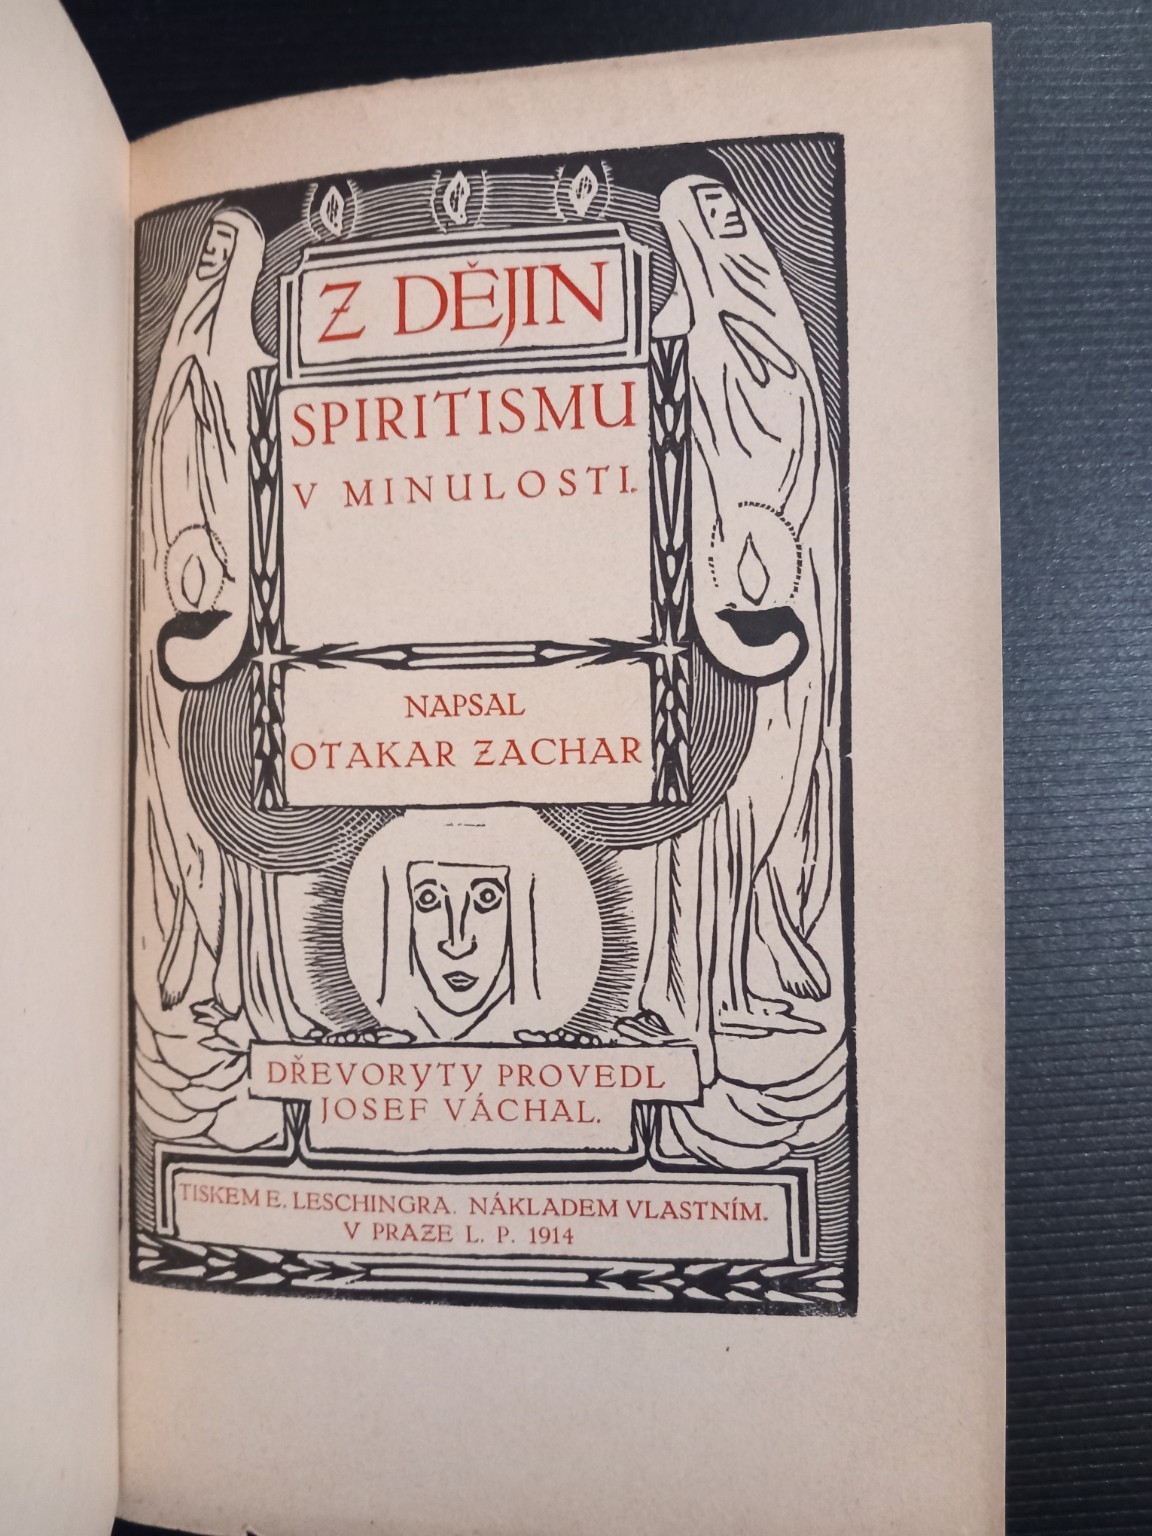 Z DĚJIN
SPIRITISMU
V MINULOSTI.
NAPSAL
OTAKAR ZACHAR
DŘEVORYTY PROVEDL
JOSEF VÁCHAL.
TISKEM E. LESCHINGRA. NÁKLADEM VLASTNÍM.
V PRAZE L. P. 1914